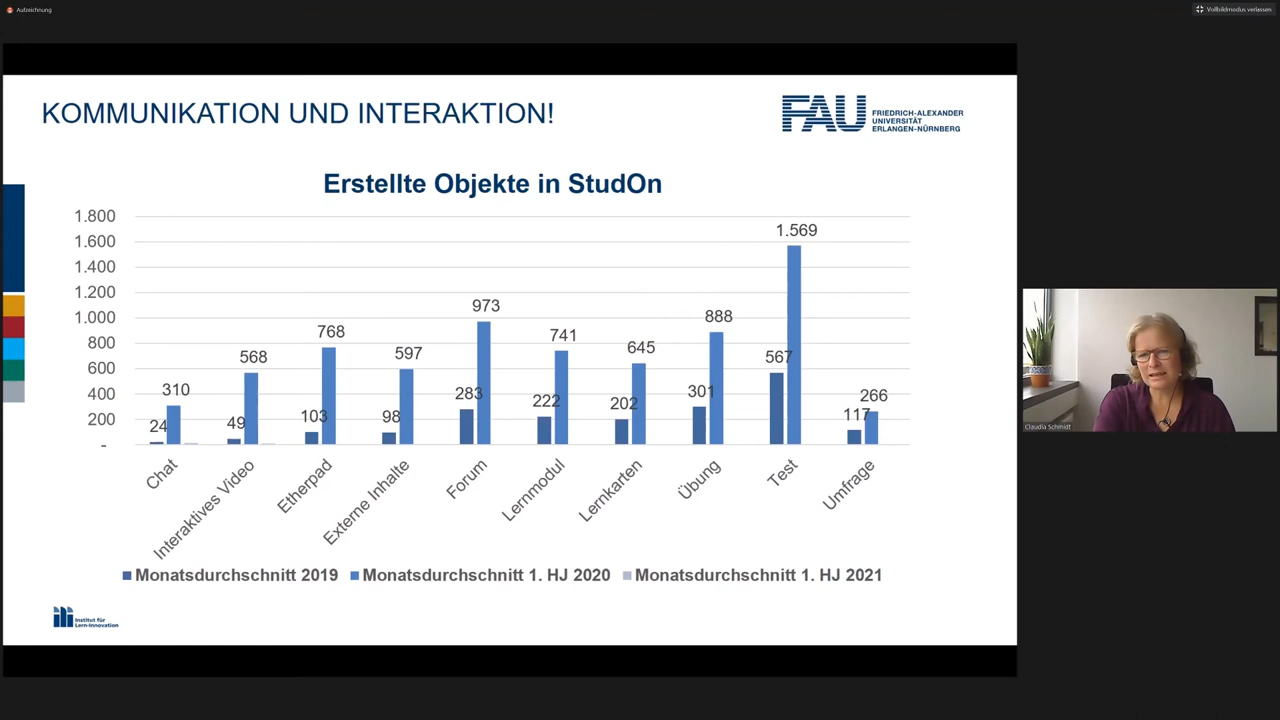 Aufzeichnung
Vollbildmodus verlassen
KOMMUNIKATION UND INTERAKTION!
FAU
FRIEDRICH-ALEXANDER
UNIVERSITÄT
ERLANGEN-NÜRNBERG
Erstellte Objekte in StudOn
1.800
1.600
1.400
1.200
1.000
800
600
400
200
-
24
310
49
568
103
768
98
597
283
973
222
741
202
645
301
888
567
1.569
117
266
Chat
Interaktives Video
Etherpad
Externe Inhalte
Forum
Lernmodul
Lernkarten
Übung
Test
Umfrage
Monatsdurchschnitt 2019 Monatsdurchschnitt 1. HJ 2020 Monatsdurchschnitt 1. HJ 2021
ili
Institut für
Lern-Innovation
Claudia Schmidt